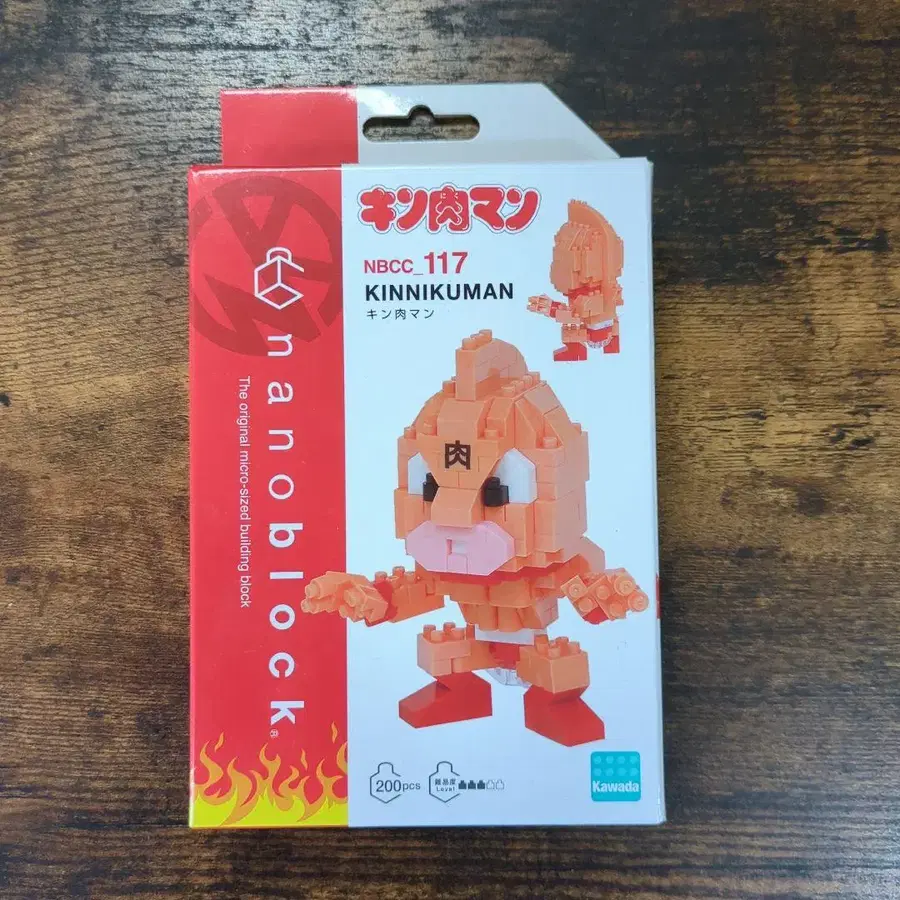 キン肉マン
NBCC_117
KINNIKUMAN
キン肉マン
nanoblock
The original micro-sized building block
肉
200pcs
難易度
Level
Kawada